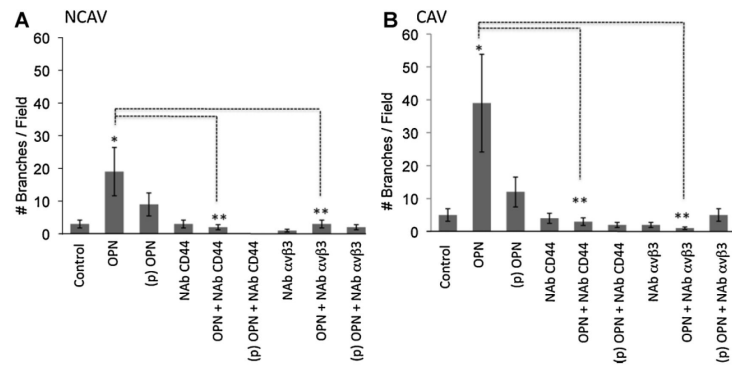 A NCAV
60
50
40
30
20
10
0
# Branches / Field
*
**
**
Control
OPN
(p) OPN
NAb CD44
OPN + NAb CD44
(p) OPN + NAb CD44
NAb αvβ3
OPN + NAb αvβ3
(p) OPN + NAb αvβ3
B CAV
60
50
40
30
20
10
0
# Branches / Field
*
**
**
Control
OPN
(p) OPN
NAb CD44
OPN + NAb CD44
(p) OPN + NAb CD44
NAb αvβ3
OPN + NAb αvβ3
(p) OPN + NAb αvβ3